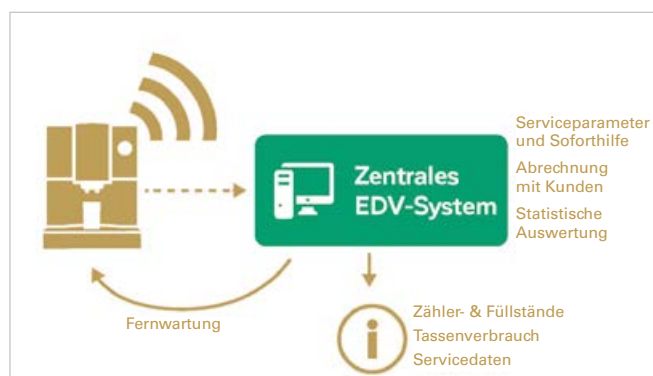 Serviceparameter
und Soforthilfe
Abrechnung
mit Kunden
Statistische
Auswertung
Zentrales
EDV-System
Fernwartung
Zähler- & Füllstände
Tassenverbrauch
Servicedaten